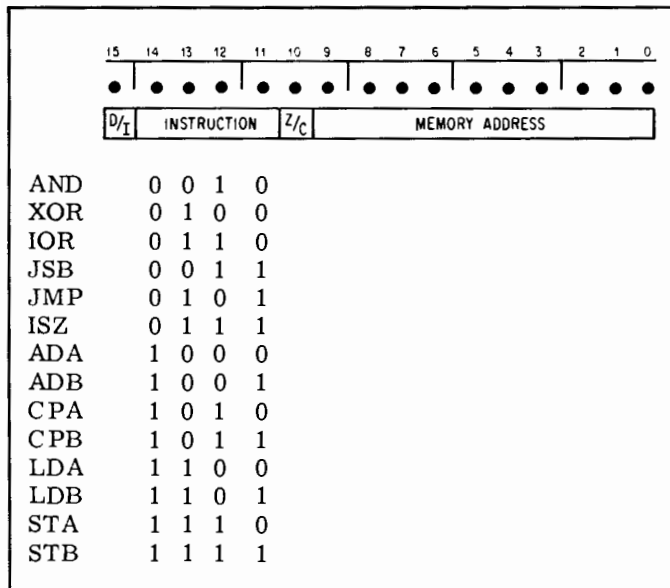 15 14 13 12 11 10 9 8 7 6 5 4 3 2 1 0
D/I INSTRUCTION Z/C MEMORY ADDRESS
AND 0 0 1 0
XOR 0 1 0 0
IOR 0 1 1 0
JSB 0 0 1 1
JMP 0 1 0 1
ISZ 0 1 1 1
ADA 1 0 0 0
ADB 1 0 0 1
CPA 1 0 1 0
CPB 1 0 1 1
LDA 1 1 0 0
LDB 1 1 0 1
STA 1 1 1 0
STB 1 1 1 1